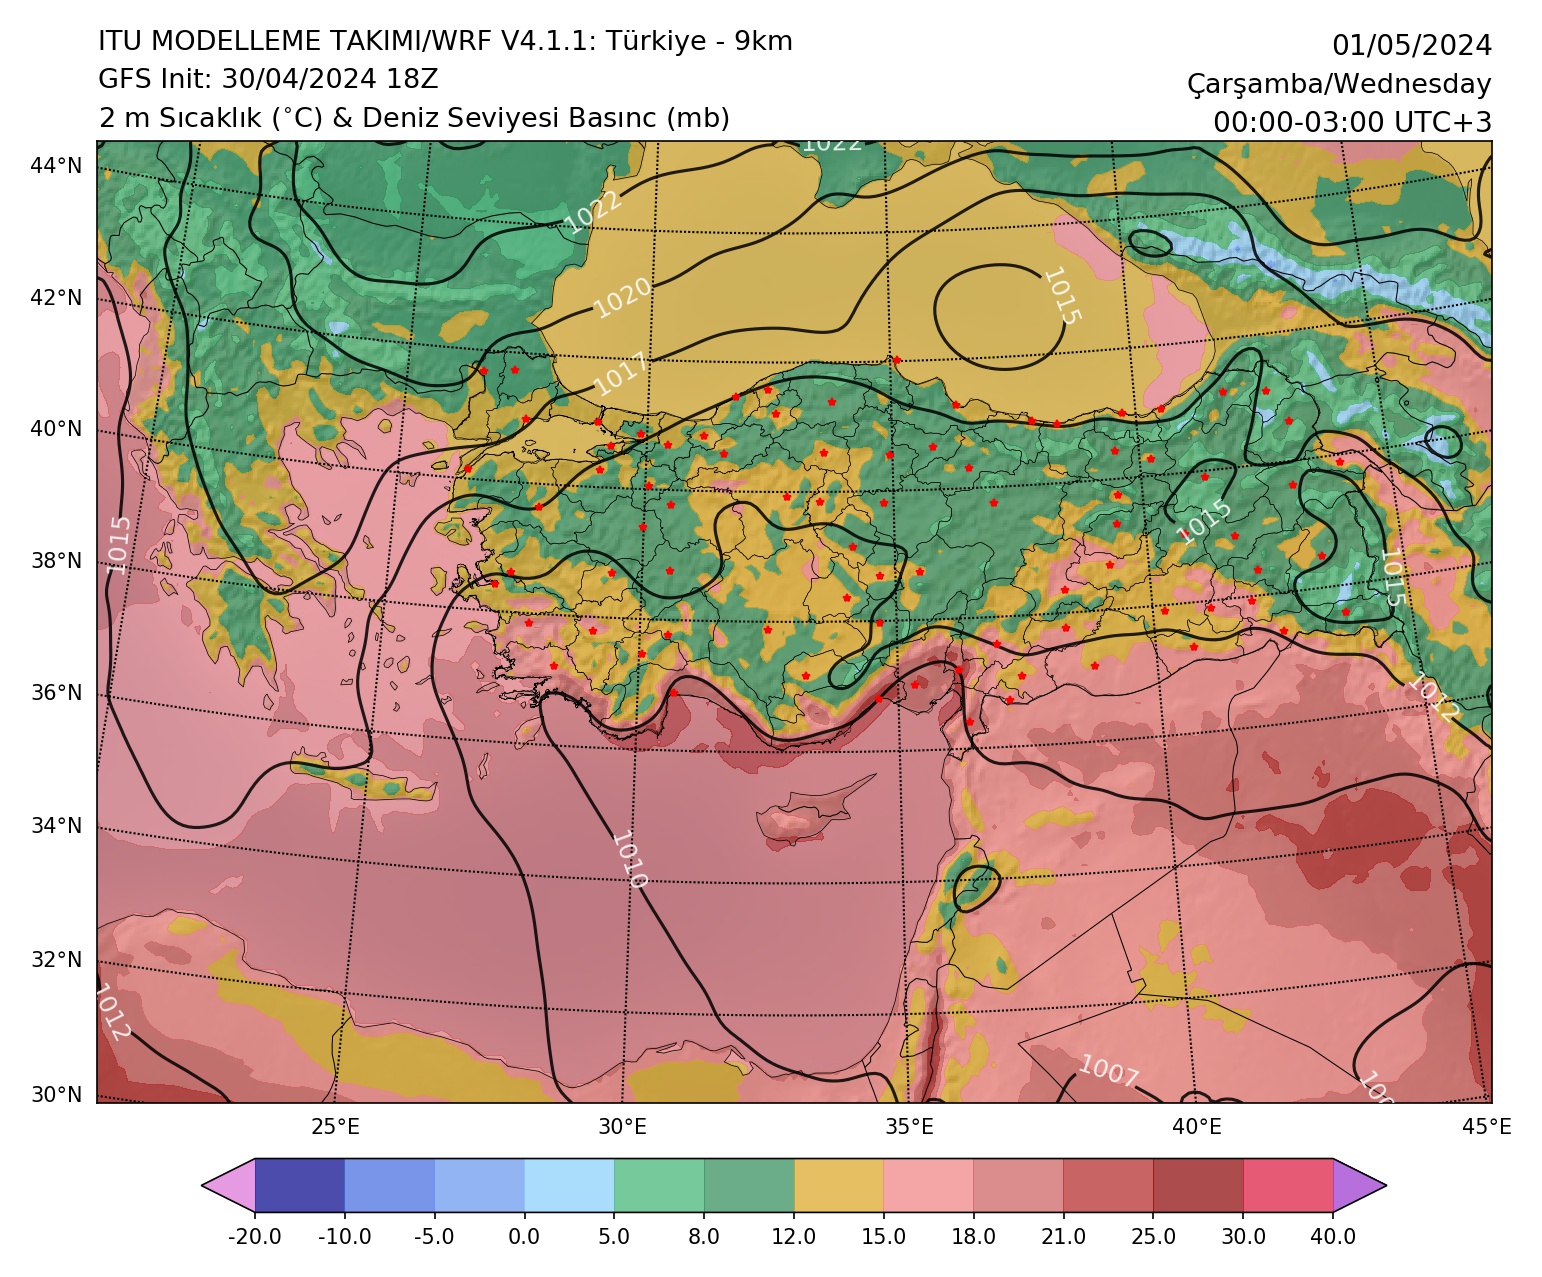 ITU MODELLEME TAKIMI/WRF V4.1.1: Türkiye - 9km
GFS Init: 30/04/2024 18Z
2 m Sıcaklık (°C) & Deniz Seviyesi Basınc (mb)
01/05/2024
Çarşamba/Wednesday
00:00-03:00 UTC+3
1022
44°N
1022
42°N
1020
1015
1017
40°N
1015
1015
38°N
1015
36°N
1012
34°N
1010
32°N
1012
1007
30°N
25°E
30°E
35°E
40°E
45°E
-20.0
-10.0
-5.0
0.0
5.0
8.0
12.0
15.0
18.0
21.0
25.0
30.0
40.0